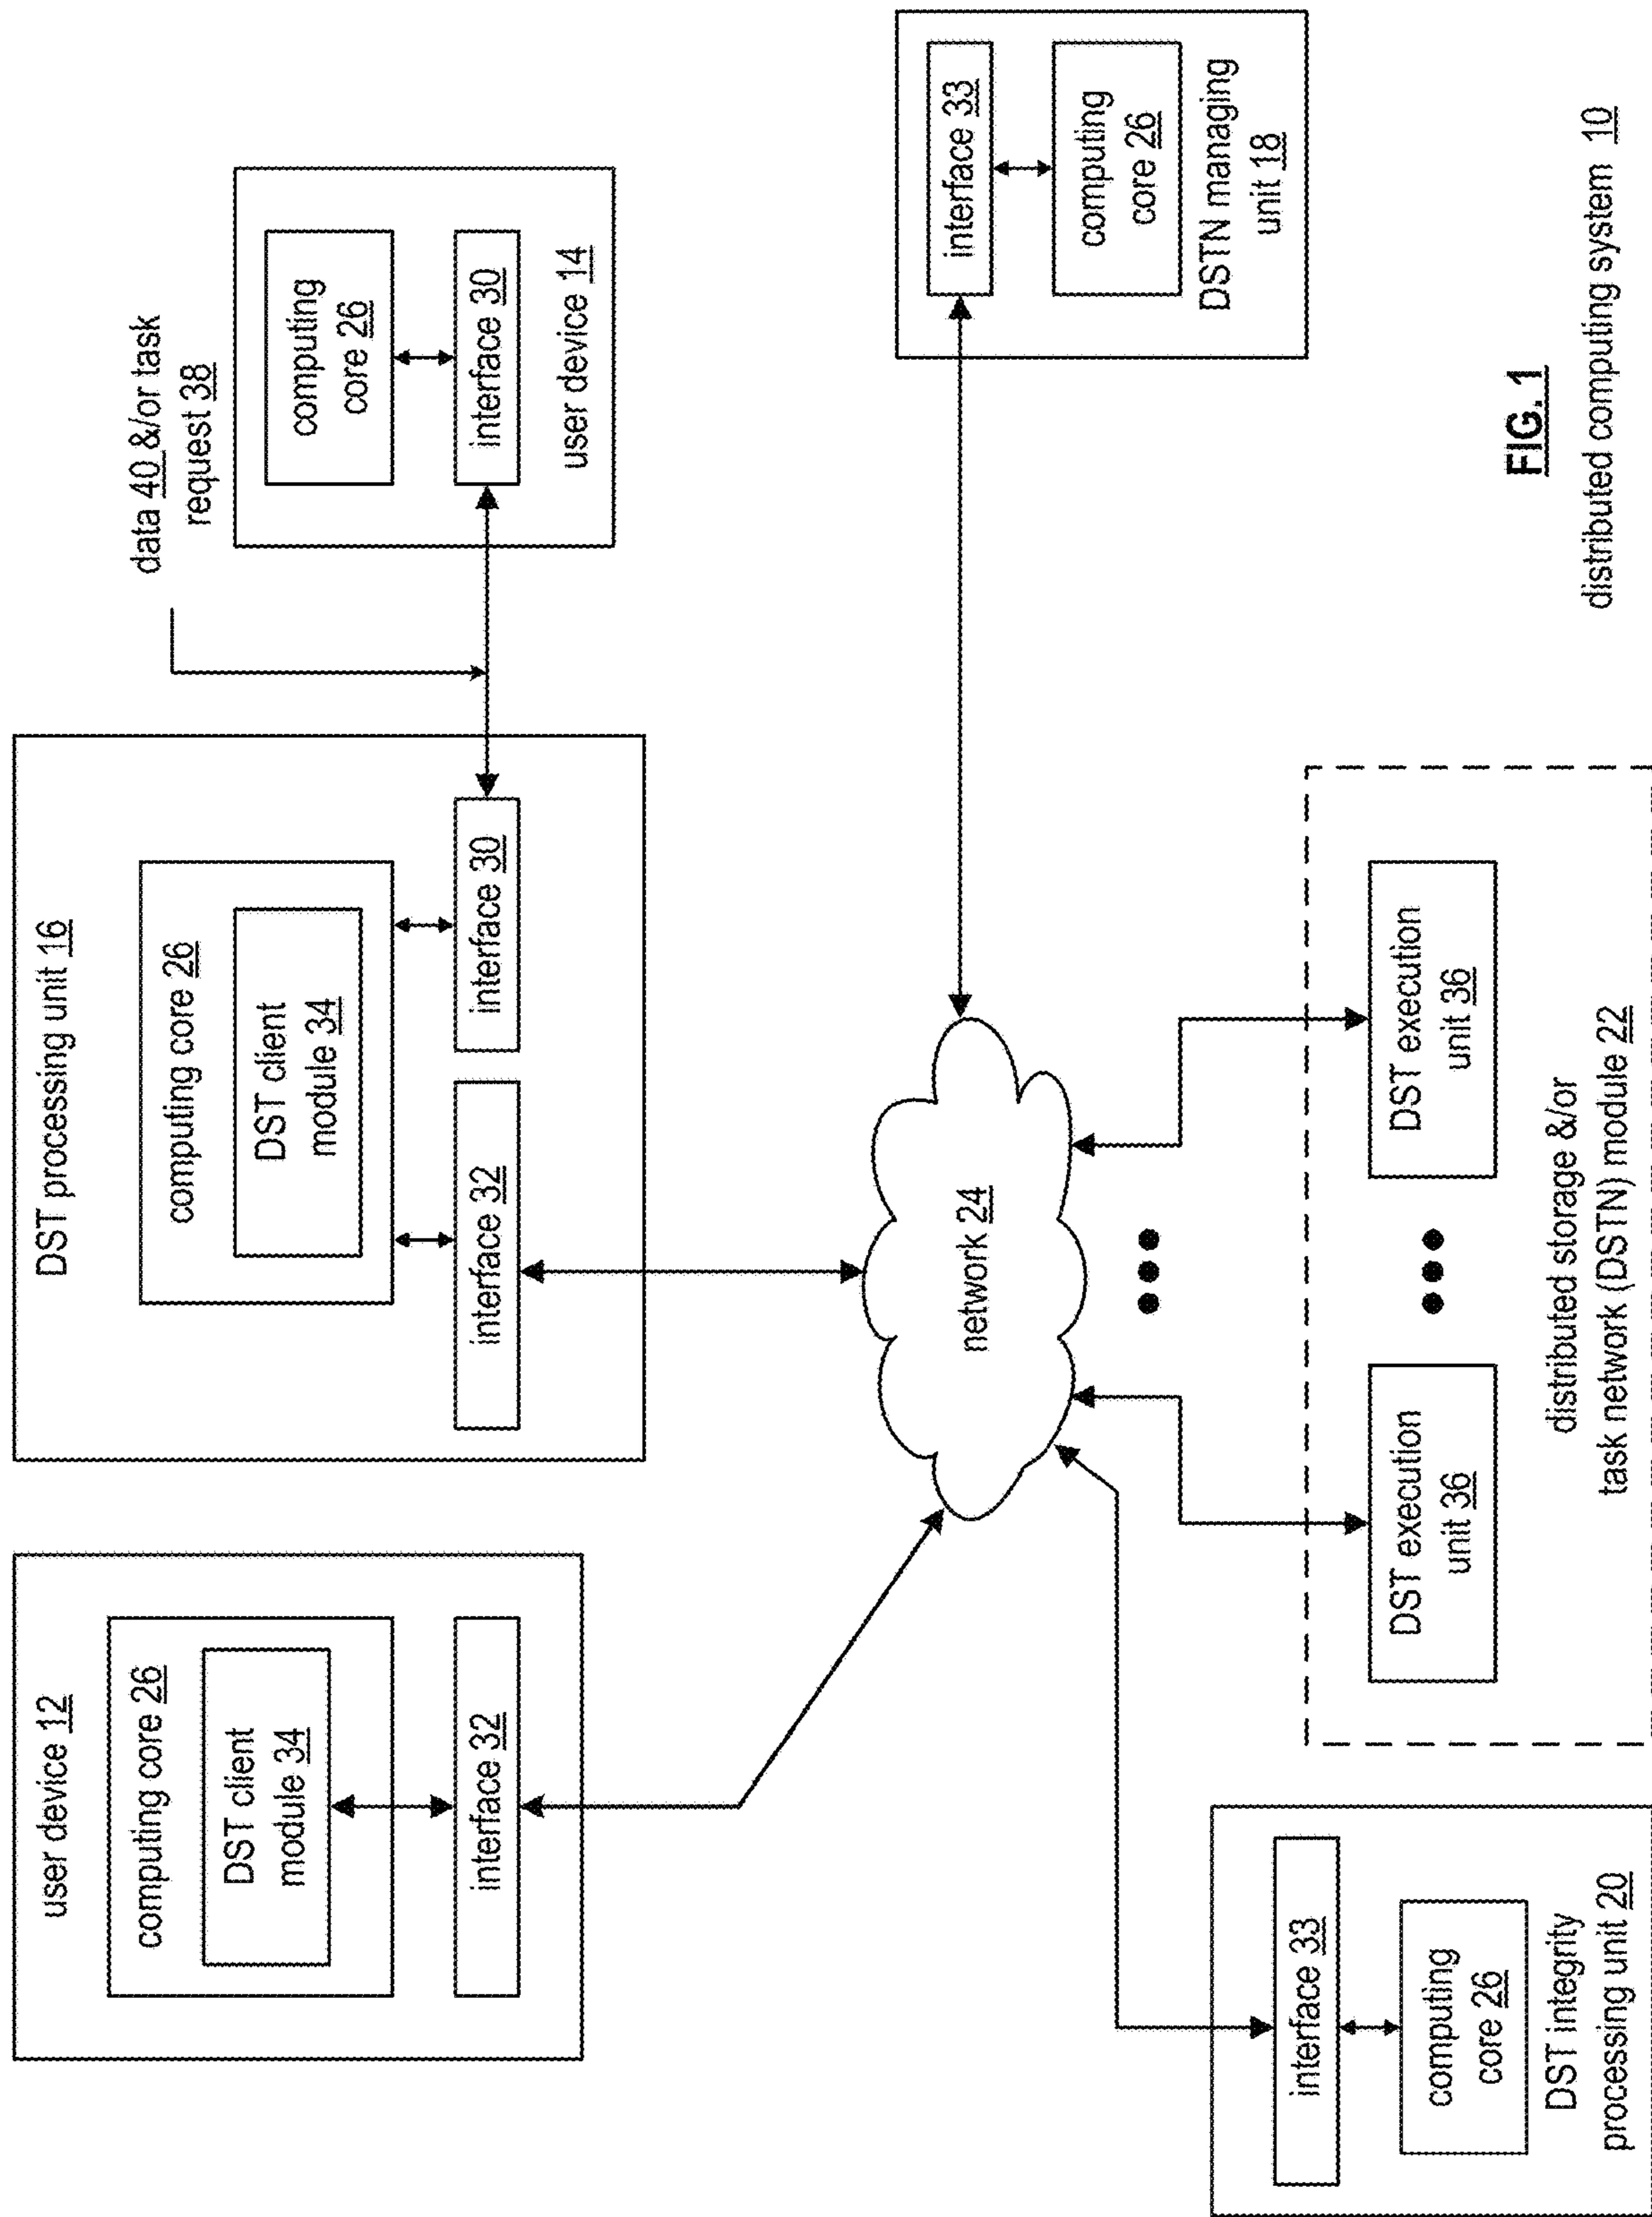 user device 12
computing core 26
DST client
module 34
interface 32
DST processing unit 16
computing core 26
DST client
module 34
interface 32
interface 30
data 40 &/or task
request 38
computing
core 26
interface 30
user device 14
network 24
interface 33
computing
core 26
DSTN managing
unit 18
interface 33
computing
core 26
DST integrity
processing unit 20
DST execution
unit 36
DST execution
unit 36
distributed storage &/or
task network (DSTN) module 22
FIG. 1
distributed computing system 10